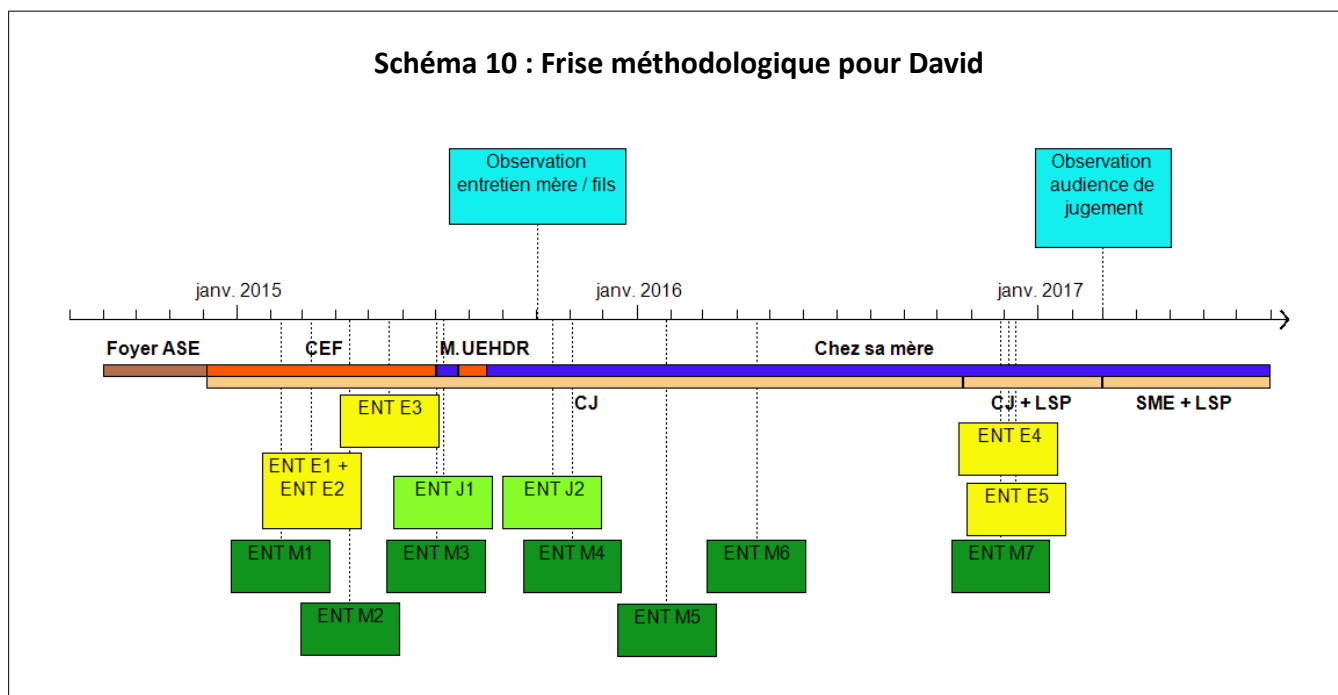 Schéma 10 : Frise méthodologique pour David
Observation
entretien mère / fils
Observation
audience de
jugement
janv. 2015
janv. 2016
janv. 2017
Foyer ASE
CEF
M.
UEHDR
Chez sa mère
CJ
CJ + LSP
SME + LSP
ENT E3
ENT E4
ENT E1 +
ENT E2
ENT J1
ENT J2
ENT E5
ENT M1
ENT M3
ENT M4
ENT M6
ENT M7
ENT M2
ENT M5